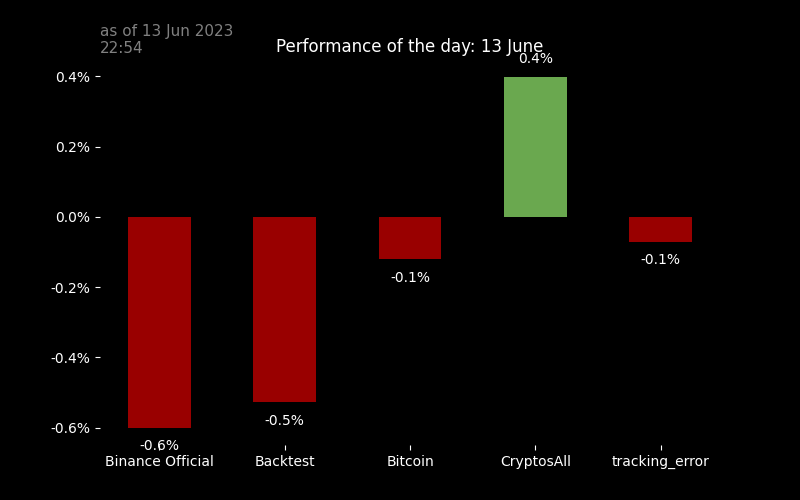 as of 13 Jun 2023
22:54
Performance of the day: 13 June
0.4%
0.4%
0.2%
0.0%
-0.2%
-0.4%
-0.6%
-0.6%
-0.5%
-0.1%
-0.1%
Binance Official
Backtest
Bitcoin
CryptosAll
tracking_error